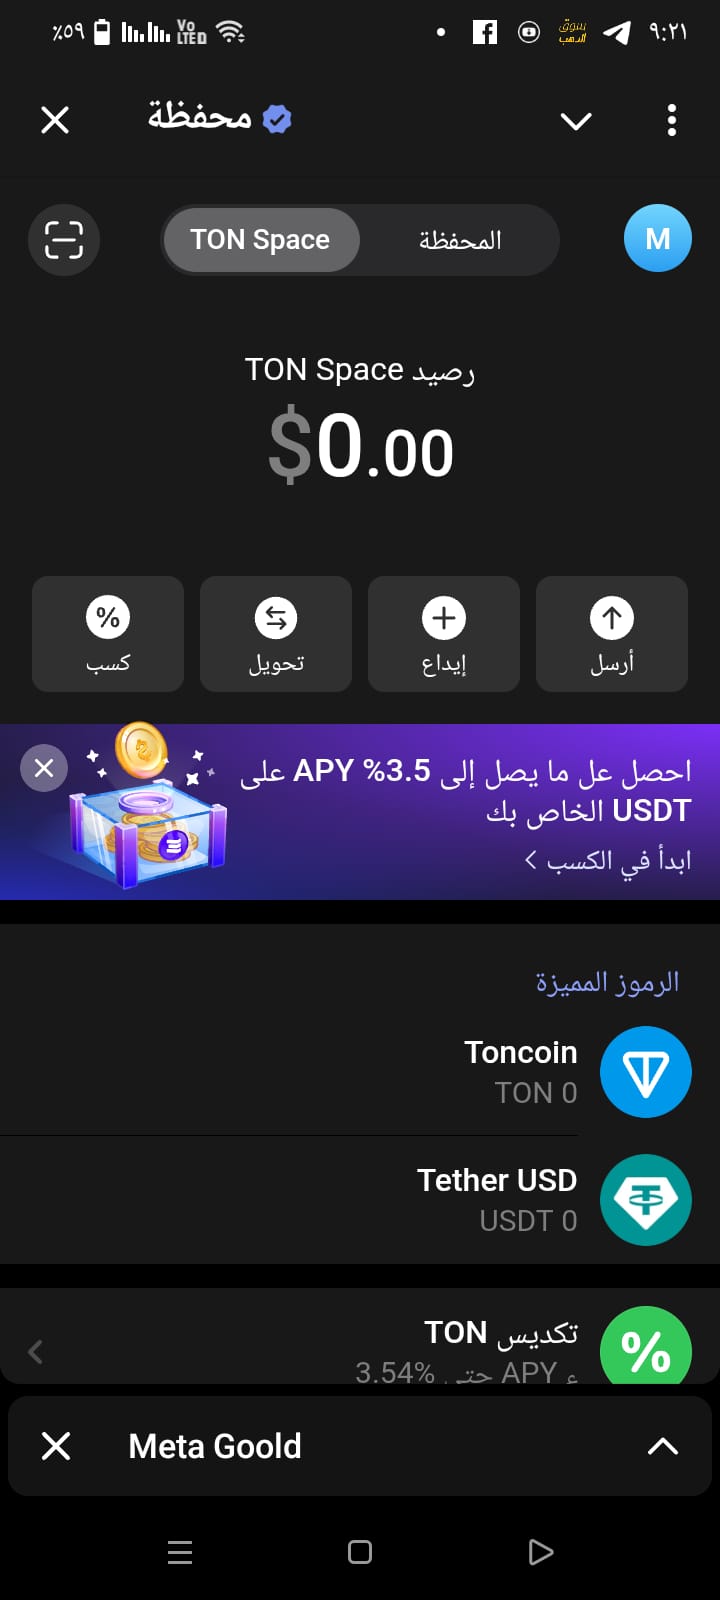 ٪٥٩ Vo LTE D سوق الذهب ٩:٢١
محفظة
TON Space المحفظة M
رصيد TON Space
$0.00
أرسل إيداع تحويل كسب
احصل عل ما يصل إلى 3.5% APY على
USDT الخاص بك
ابدأ في الكسب
الرموز المميزة
Toncoin
TON 0
Tether USD
USDT 0
تكديس TON
APY حتى 3.54%
Meta Goold